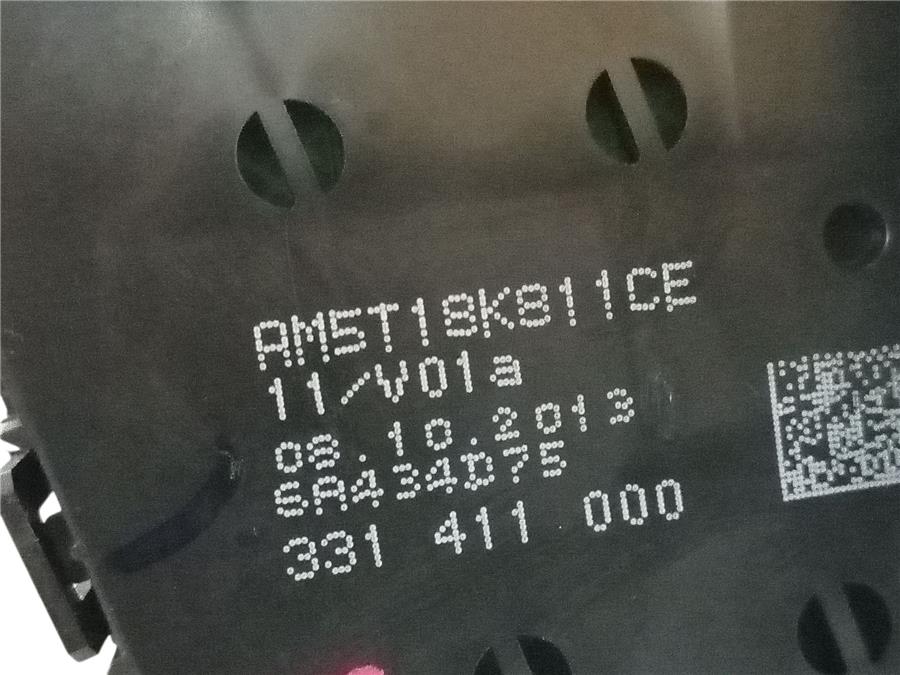 AM5T18K811CE
11/V01a
08.10.2013
6A434D75
331 411 000